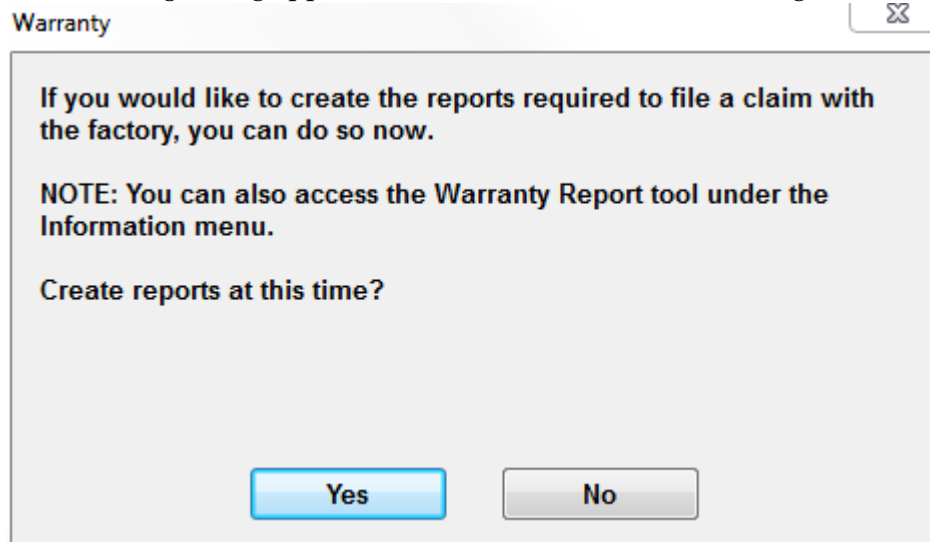 Warranty
If you would like to create the reports required to file a claim with
the factory, you can do so now.
NOTE: You can also access the Warranty Report tool under the
Information menu.
Create reports at this time?
Yes
No